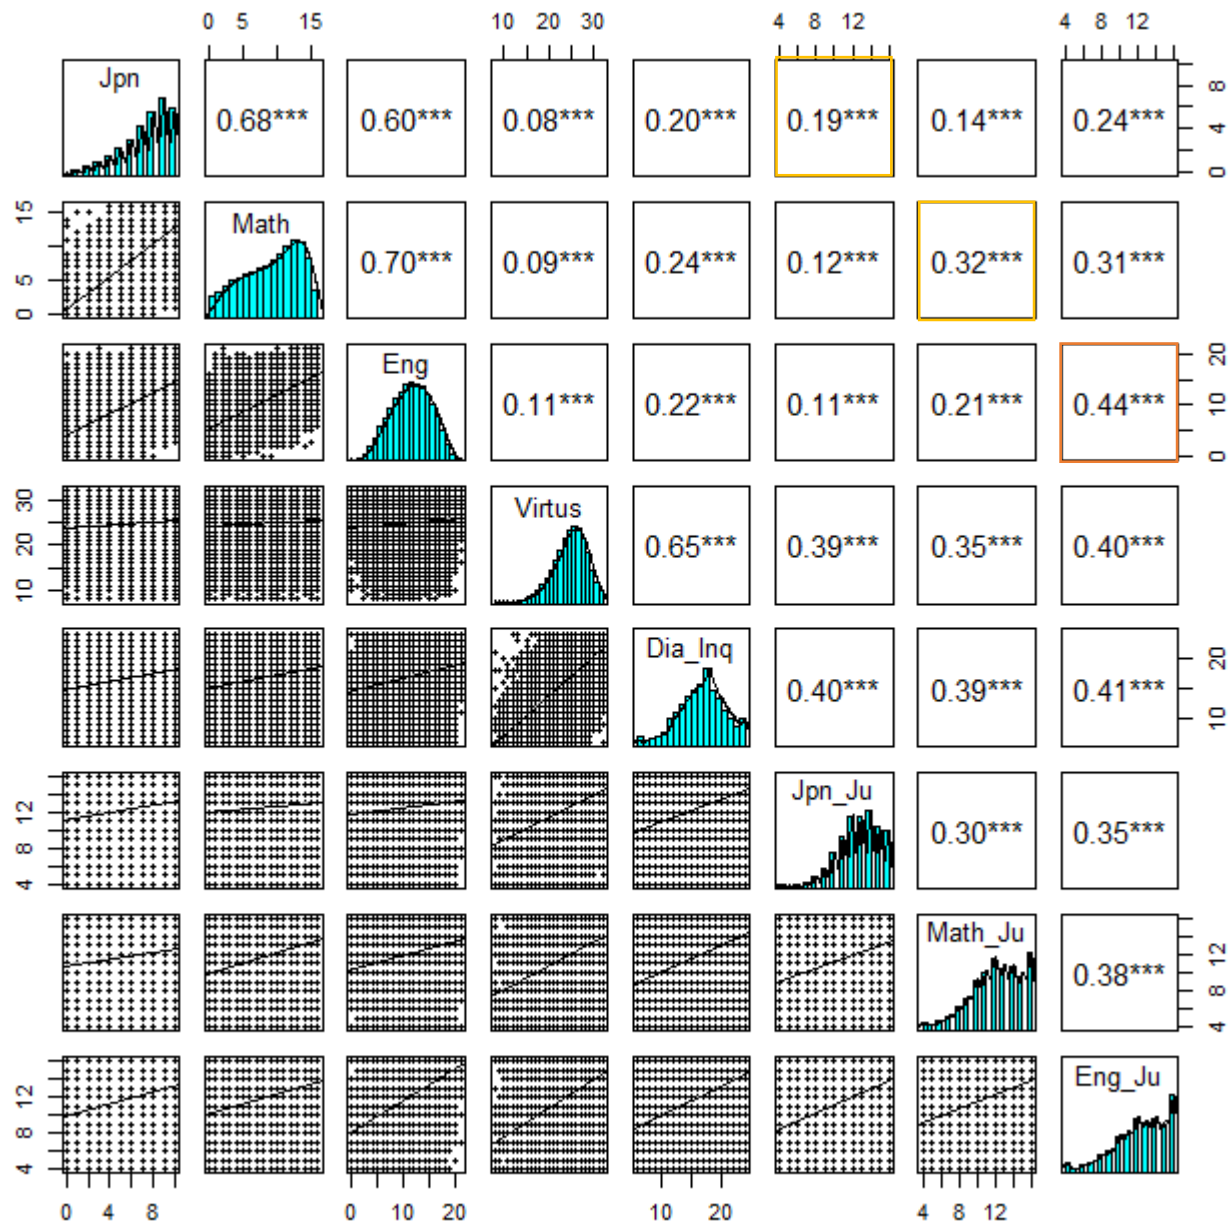 0 5 15 10 20 30 4 8 12 4 8 12
Jpn 0.68*** 0.60*** 0.08*** 0.20*** 0.19*** 0.14*** 0.24*** 0 4 8
0 5 15 Math 0.70*** 0.09*** 0.24*** 0.12*** 0.32*** 0.31***
Eng 0.11*** 0.22*** 0.11*** 0.21*** 0.44*** 0 10 20
10 20 30 Virtus 0.65*** 0.39*** 0.35*** 0.40***
Dia_Inq 0.40*** 0.39*** 0.41*** 10 20
4 8 12 Jpn_Ju 0.30*** 0.35***
Math_Ju 0.38*** 4 8 12
4 8 12 Eng_Ju
0 4 8 0 10 20 10 20 4 8 12